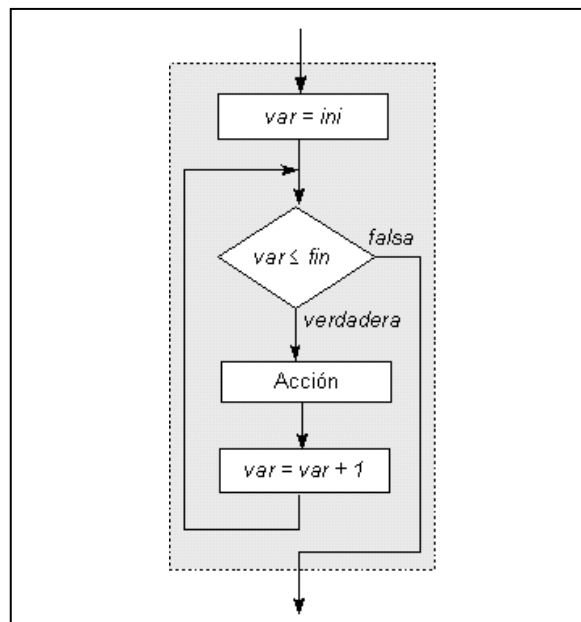 var = ini
var ≤ fin
falsa
verdadera
Acción
var = var + 1